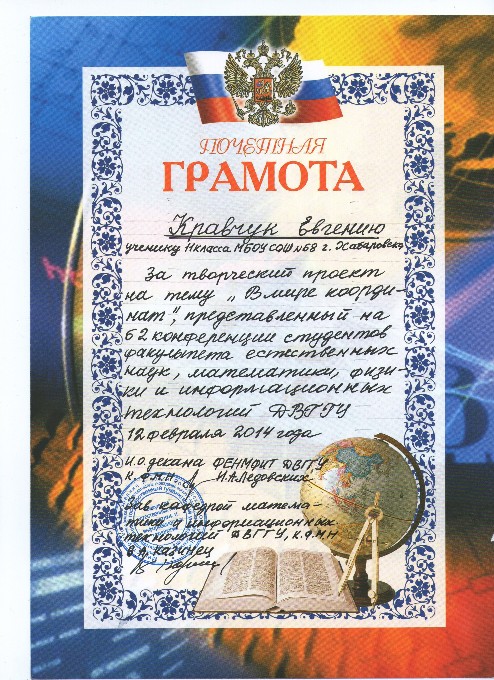 ПОЧЕТНАЯ
ГРАМОТА
Кравчук Евгению
ученику 11 класса МБОУ СОШ №68 г. Хабаровска
За творческий проект
на тему „В мире коорди-
нат", представленный на
62 конференции студентов
факультета естественных
наук, математики, физи-
ки и информационных
технологий ДВГГУ
12 февраля 2014 года
И.о. декана ФЕНМФИТ ДВГГУ
к.ф.м.н. И.А. Ледовских
Зав. кафедрой матема-
тики и информационных
технологий ДВГГУ, к.ф.м.н